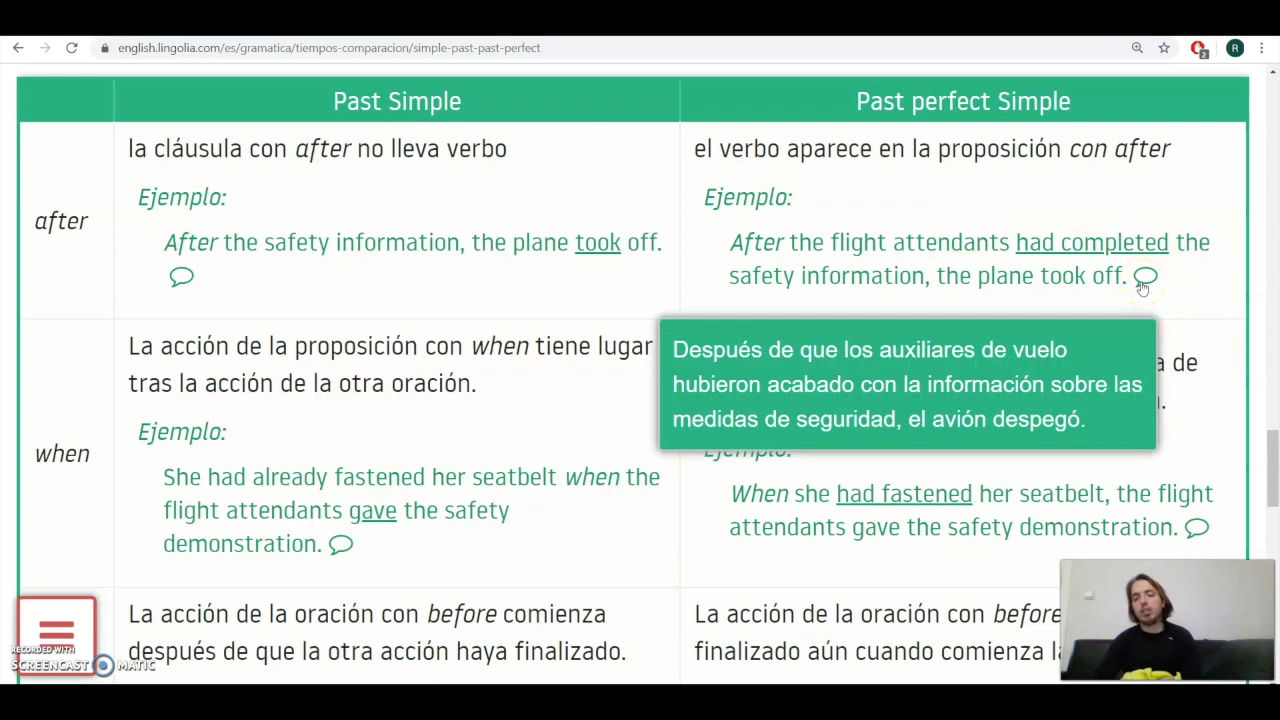 english.lingolia.com/es/gramatica/tiempos-comparacion/simple-past-past-perfect
2
R
Past Simple
Past perfect Simple
after
la cláusula con after no lleva verbo
Ejemplo:
After the safety information, the plane took off.
el verbo aparece en la proposición con after
Ejemplo:
After the flight attendants had completed the
safety information, the plane took off.
when
La acción de la proposición con when tiene lugar
tras la acción de la otra oración.
Ejemplo:
She had already fastened her seatbelt when the
flight attendants gave the safety
demonstration.
Después de que los auxiliares de vuelo
hubieron acabado con la información sobre las
medidas de seguridad, el avión despegó.
a de
Ejemplo:
When she had fastened her seatbelt, the flight
attendants gave the safety demonstration.
La acción de la oración con before comienza
después de que la otra acción haya finalizado.
La acción de la oración con before
finalizado aún cuando comienza
RECORDED WITH
SCREENCAST MATIC